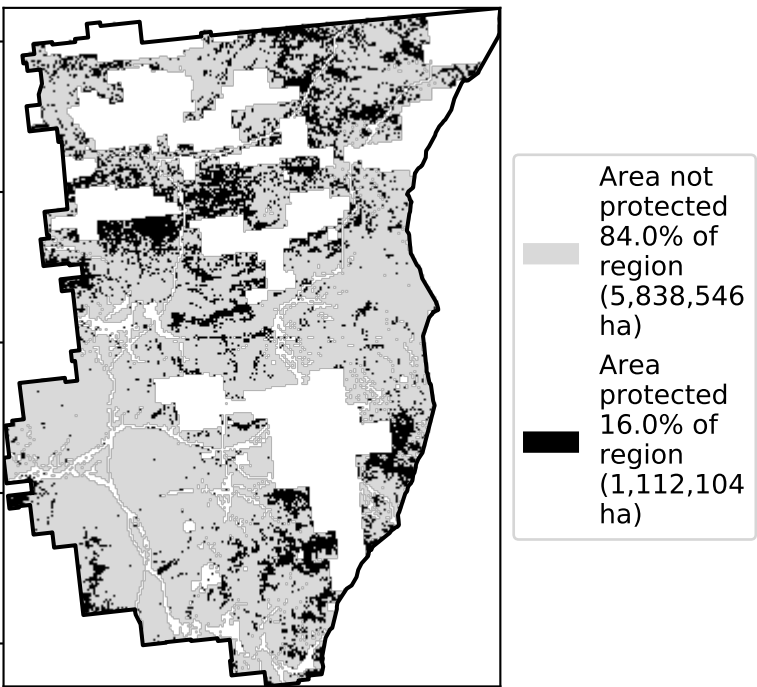 Area not
protected
84.0% of
region
(5,838,546
ha)
Area
protected
16.0% of
region
(1,112,104
ha)